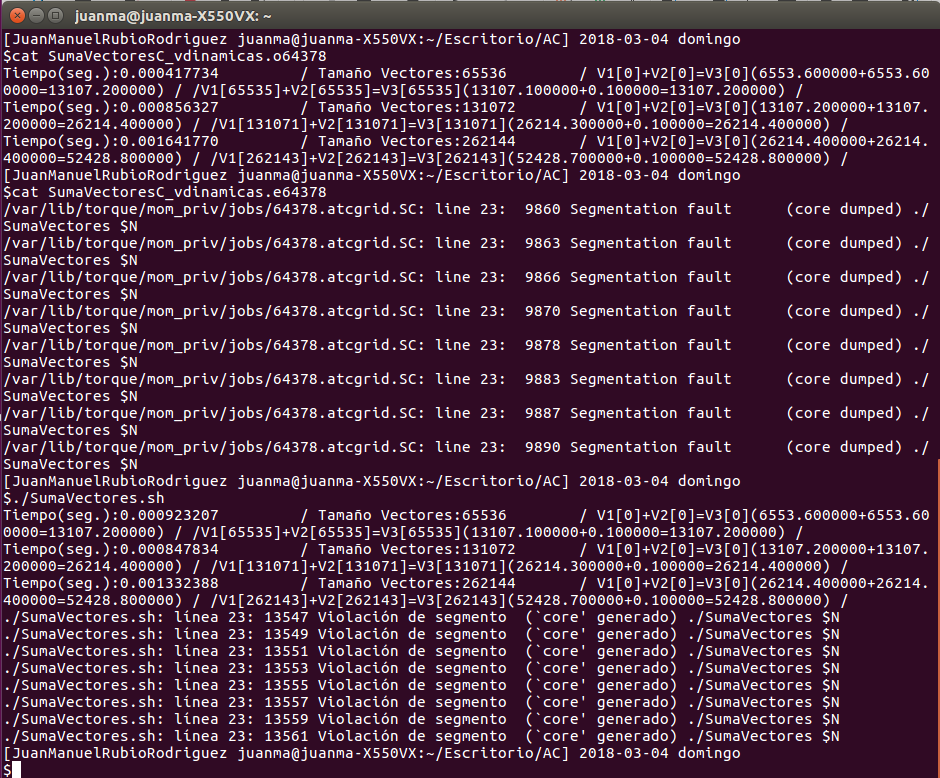 juanma@juanma-X550VX: ~
[JuanManuelRubioRodriguez juanma@juanma-X550VX:~/Escritorio/AC] 2018-03-04 domingo
$cat SumaVectoresC_vdinamicas.o64378
Tiempo(seg.):0.000417734         / Tamaño Vectores:65536        / V1[0]+V2[0]=V3[0](6553.600000+6553.60
0000=13107.200000) / /V1[65535]+V2[65535]=V3[65535](13107.100000+0.100000=13107.200000) /
Tiempo(seg.):0.000856327         / Tamaño Vectores:131072       / V1[0]+V2[0]=V3[0](13107.200000+13107.
200000=26214.400000) / /V1[131071]+V2[131071]=V3[131071](26214.300000+0.100000=26214.400000) /
Tiempo(seg.):0.001641770         / Tamaño Vectores:262144       / V1[0]+V2[0]=V3[0](26214.400000+26214.
400000=52428.800000) / /V1[262143]+V2[262143]=V3[262143](52428.700000+0.100000=52428.800000) /
[JuanManuelRubioRodriguez juanma@juanma-X550VX:~/Escritorio/AC] 2018-03-04 domingo
$cat SumaVectoresC_vdinamicas.e64378
/var/lib/torque/mom_priv/jobs/64378.atcgrid.SC: line 23:  9860 Segmentation fault      (core dumped) ./
SumaVectores $N
/var/lib/torque/mom_priv/jobs/64378.atcgrid.SC: line 23:  9863 Segmentation fault      (core dumped) ./
SumaVectores $N
/var/lib/torque/mom_priv/jobs/64378.atcgrid.SC: line 23:  9866 Segmentation fault      (core dumped) ./
SumaVectores $N
/var/lib/torque/mom_priv/jobs/64378.atcgrid.SC: line 23:  9870 Segmentation fault      (core dumped) ./
SumaVectores $N
/var/lib/torque/mom_priv/jobs/64378.atcgrid.SC: line 23:  9878 Segmentation fault      (core dumped) ./
SumaVectores $N
/var/lib/torque/mom_priv/jobs/64378.atcgrid.SC: line 23:  9883 Segmentation fault      (core dumped) ./
SumaVectores $N
/var/lib/torque/mom_priv/jobs/64378.atcgrid.SC: line 23:  9887 Segmentation fault      (core dumped) ./
SumaVectores $N
/var/lib/torque/mom_priv/jobs/64378.atcgrid.SC: line 23:  9890 Segmentation fault      (core dumped) ./
SumaVectores $N
[JuanManuelRubioRodriguez juanma@juanma-X550VX:~/Escritorio/AC] 2018-03-04 domingo
$./SumaVectores.sh
Tiempo(seg.):0.000923207         / Tamaño Vectores:65536        / V1[0]+V2[0]=V3[0](6553.600000+6553.60
0000=13107.200000) / /V1[65535]+V2[65535]=V3[65535](13107.100000+0.100000=13107.200000) /
Tiempo(seg.):0.000847834         / Tamaño Vectores:131072       / V1[0]+V2[0]=V3[0](13107.200000+13107.
200000=26214.400000) / /V1[131071]+V2[131071]=V3[131071](26214.300000+0.100000=26214.400000) /
Tiempo(seg.):0.001332388         / Tamaño Vectores:262144       / V1[0]+V2[0]=V3[0](26214.400000+26214.
400000=52428.800000) / /V1[262143]+V2[262143]=V3[262143](52428.700000+0.100000=52428.800000) /
./SumaVectores.sh: línea 23: 13547 Violación de segmento  (`core' generado) ./SumaVectores $N
./SumaVectores.sh: línea 23: 13549 Violación de segmento  (`core' generado) ./SumaVectores $N
./SumaVectores.sh: línea 23: 13551 Violación de segmento  (`core' generado) ./SumaVectores $N
./SumaVectores.sh: línea 23: 13553 Violación de segmento  (`core' generado) ./SumaVectores $N
./SumaVectores.sh: línea 23: 13555 Violación de segmento  (`core' generado) ./SumaVectores $N
./SumaVectores.sh: línea 23: 13557 Violación de segmento  (`core' generado) ./SumaVectores $N
./SumaVectores.sh: línea 23: 13559 Violación de segmento  (`core' generado) ./SumaVectores $N
./SumaVectores.sh: línea 23: 13561 Violación de segmento  (`core' generado) ./SumaVectores $N
[JuanManuelRubioRodriguez juanma@juanma-X550VX:~/Escritorio/AC] 2018-03-04 domingo
$